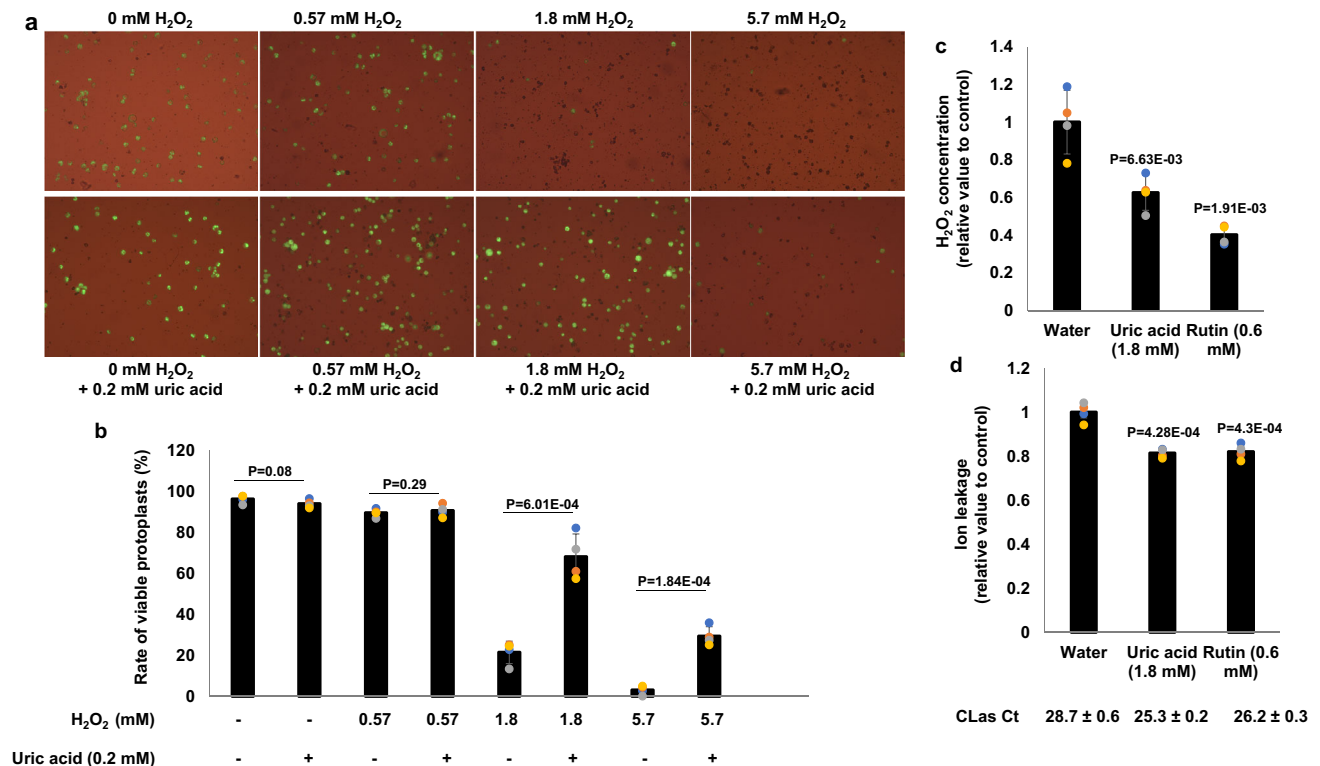 a
0 mM H₂O₂
0.57 mM H₂O₂
1.8 mM H₂O₂
5.7 mM H₂O₂
0 mM H₂O₂
+ 0.2 mM uric acid
0.57 mM H₂O₂
+ 0.2 mM uric acid
1.8 mM H₂O₂
+ 0.2 mM uric acid
5.7 mM H₂O₂
+ 0.2 mM uric acid
b
Rate of viable protoplasts (%)
120
100
80
60
40
20
0
P=0.08
P=0.29
P=6.01E-04
P=1.84E-04
H₂O₂ (mM) - - 0.57 0.57 1.8 1.8 5.7 5.7
Uric acid (0.2 mM) - + - + - + - +
c
H₂O₂ concentration
(relative value to control)
1.4
1.2
1
0.8
0.6
0.4
0.2
0
P=6.63E-03
P=1.91E-03
Water
Uric acid
(1.8 mM)
Rutin (0.6
mM)
d
Ion leakage
(relative value to control)
1.2
1
0.8
0.6
0.4
0.2
0
P=4.28E-04
P=4.3E-04
Water
Uric acid
(1.8 mM)
Rutin (0.6
mM)
CLas Ct 28.7 ± 0.6 25.3 ± 0.2 26.2 ± 0.3